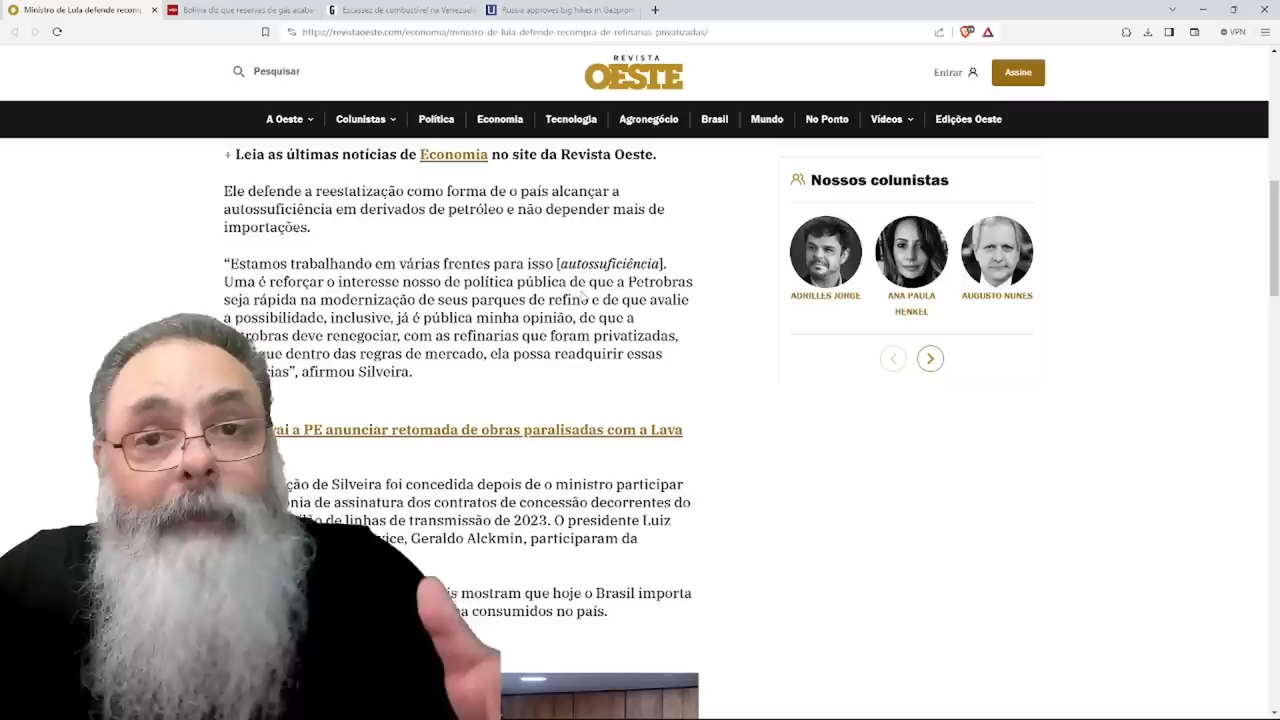 Ministro de Lula defende recomp
Bolívia diz que reservas de gás acaba
Escassez de combustível na Venezuel
Russia approves big hikes in Gazprom
https://revistaoeste.com/economia/ministro-de-lula-defende-recompra-de-refinarias-privatizadas/
VPN
Pesquisar
REVISTA
OESTE
Entrar
Assine
A Oeste
Colunistas
Política
Economia
Tecnologia
Agronegócio
Brasil
Mundo
No Ponto
Vídeos
Edições Oeste
+ Leia as últimas notícias de Economia no site da Revista Oeste.
Ele defende a reestatização como forma de o país alcançar a
autossuficiência em derivados de petróleo e não depender mais de
importações.
“Estamos trabalhando em várias frentes para isso [autossuficiência].
Uma é reforçar o interesse nosso de política pública de que a Petrobras
seja rápida na modernização de seus parques de refino e de que avalie
a possibilidade, inclusive, já é pública minha opinião, de que a
trobras deve renegociar, com as refinarias que foram privatizadas,
que dentro das regras de mercado, ela possa readquirir essas
rias”, afirmou Silveira.
vai a PE anunciar retomada de obras paralisadas com a Lava
ção de Silveira foi concedida depois de o ministro participar
nia de assinatura dos contratos de concessão decorrentes do
lão de linhas de transmissão de 2023. O presidente Luiz
vice, Geraldo Alckmin, participaram da
is mostram que hoje o Brasil importa
a consumidos no país.
Nossos colunistas
ADRILLES JORGE
ANA PAULA
HENKEL
AUGUSTO NUNES